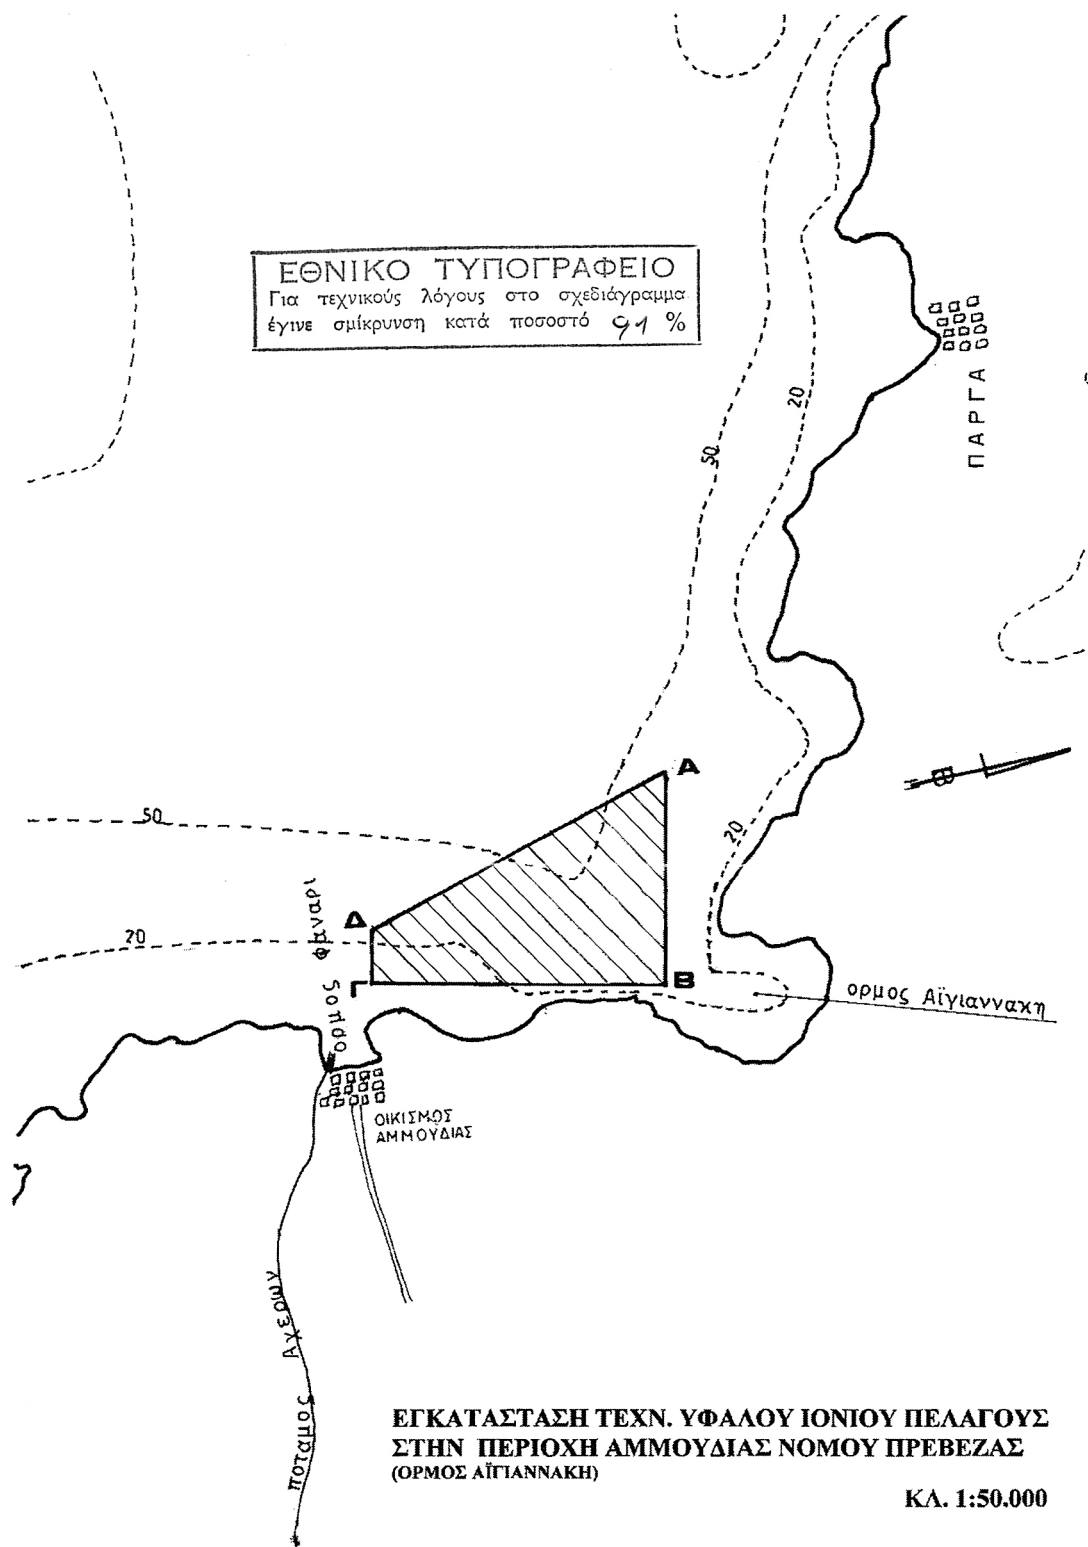 ΕΘΝΙΚΟ ΤΥΠΟΓΡΑΦΕΙΟ
Για τεχνικούς λόγους στο σχεδιάγραμμα
έγινε σμίκρυνση κατά ποσοστό 91 %
20
ΠΑΡΓΑ
50
Α
Β
50
20
φαναρι
Δ
20
Β
ορμος Αϊγιαννακη
Γ
ορμος
ΟΙΚΙΣΜΟΣ
ΑΜΜΟΥΔΙΑΣ
ποταμος Αχερων
ΕΓΚΑΤΑΣΤΑΣΗ ΤΕΧΝ. ΥΦΑΛΟΥ ΙΟΝΙΟΥ ΠΕΛΑΓΟΥΣ
ΣΤΗΝ ΠΕΡΙΟΧΗ ΑΜΜΟΥΔΙΑΣ ΝΟΜΟΥ ΠΡΕΒΕΖΑΣ
(ΟΡΜΟΣ ΑΪΓΙΑΝΝΑΚΗ)
ΚΛ. 1:50.000